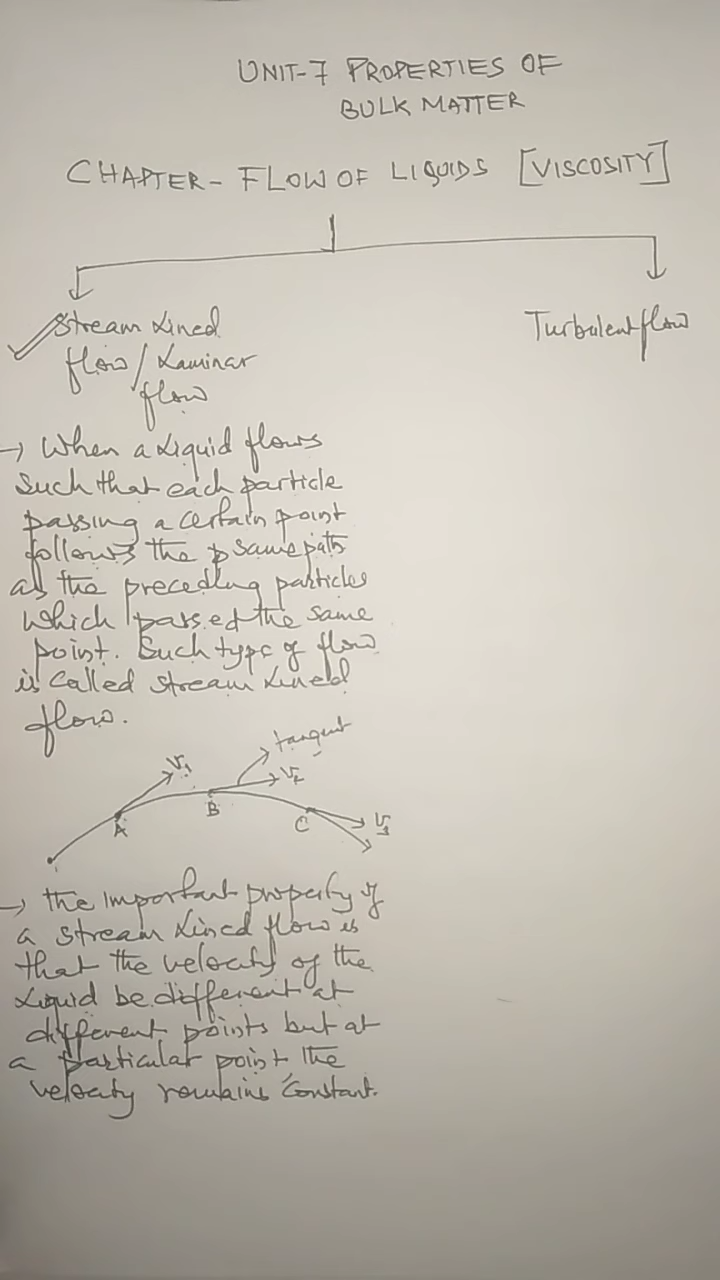 UNIT-7 PROPERTIES OF
BULK MATTER
CHAPTER- FLOW OF LIQUIDS [VISCOSITY]
Stream Lined
flow/Laminar
flow
Turbulent flow
→ When a Liquid flows
Such that each particle
passing a certain point
follows the same path
as the preceding particles
which passed the same
point. Such type of flow
is called stream Lined
flow.
tangent
V1
V2
A
B
C
V3
→ the important property of
a stream Lined flow is
that the velocity of the
Liquid be different at
different points but at
a particular point the
velocity remains Constant.